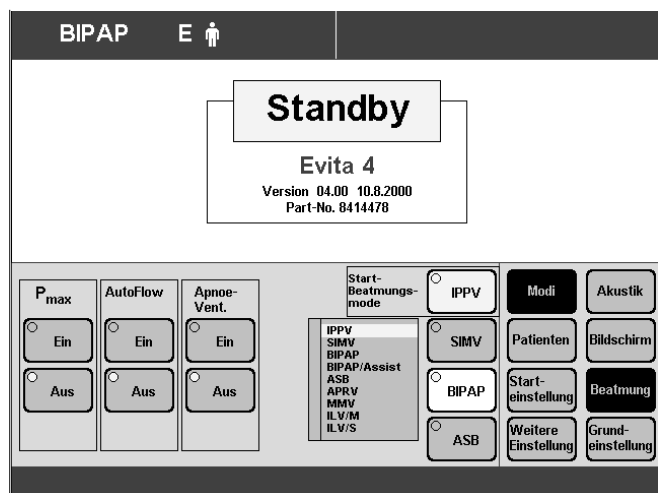 BIPAP E
Standby
Evita 4
Version 04.00 10.8.2000
Part-No. 8414478
Pmax
Ein
Aus
AutoFlow
Ein
Aus
Apnoe-
Vent.
Ein
Aus
Start-
Beatmungs-
mode
IPPV
SIMV
BIPAP
BIPAP/Assist
ASB
APRV
MMV
ILV/M
ILV/S
IPPV
SIMV
BIPAP
ASB
Modi
Akustik
Patienten
Bildschirm
Start-
einstellung
Beatmung
Weitere
Einstellung
Grund-
einstellung